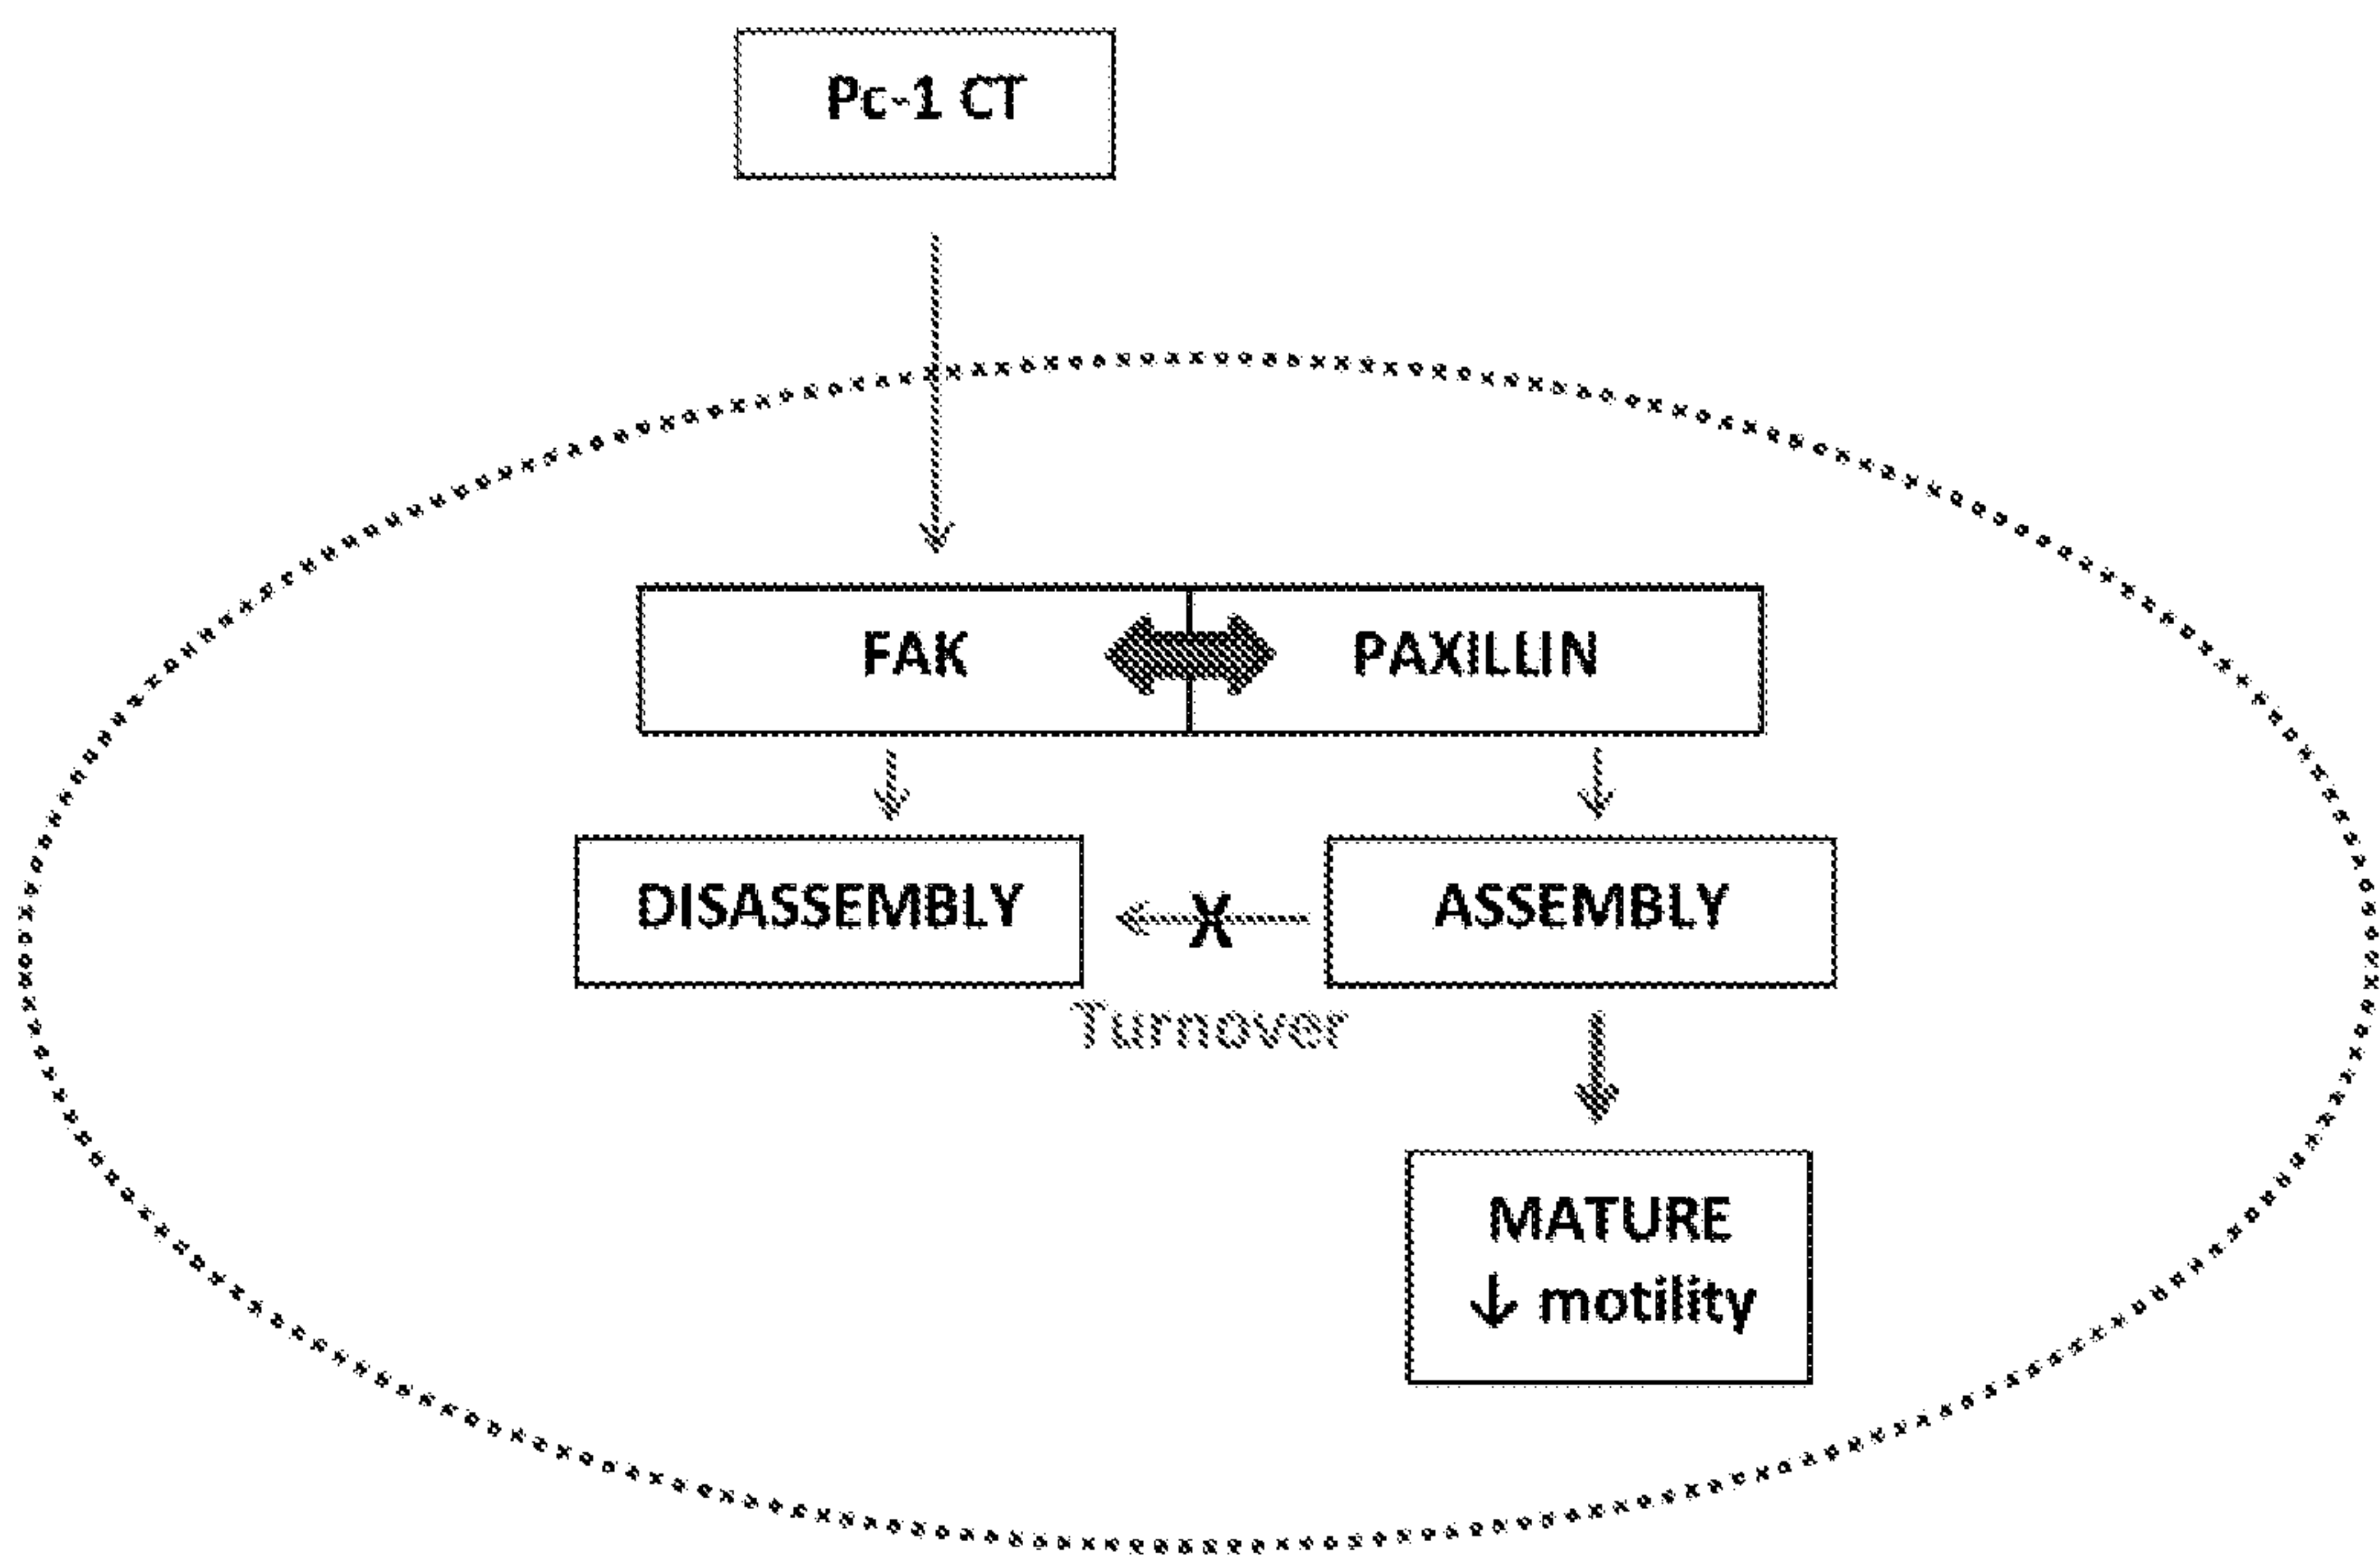 Pc-1 CT
FAK
PAXILLIN
DISASSEMBLY
X
ASSEMBLY
Turnover
MATURE
↓ motility